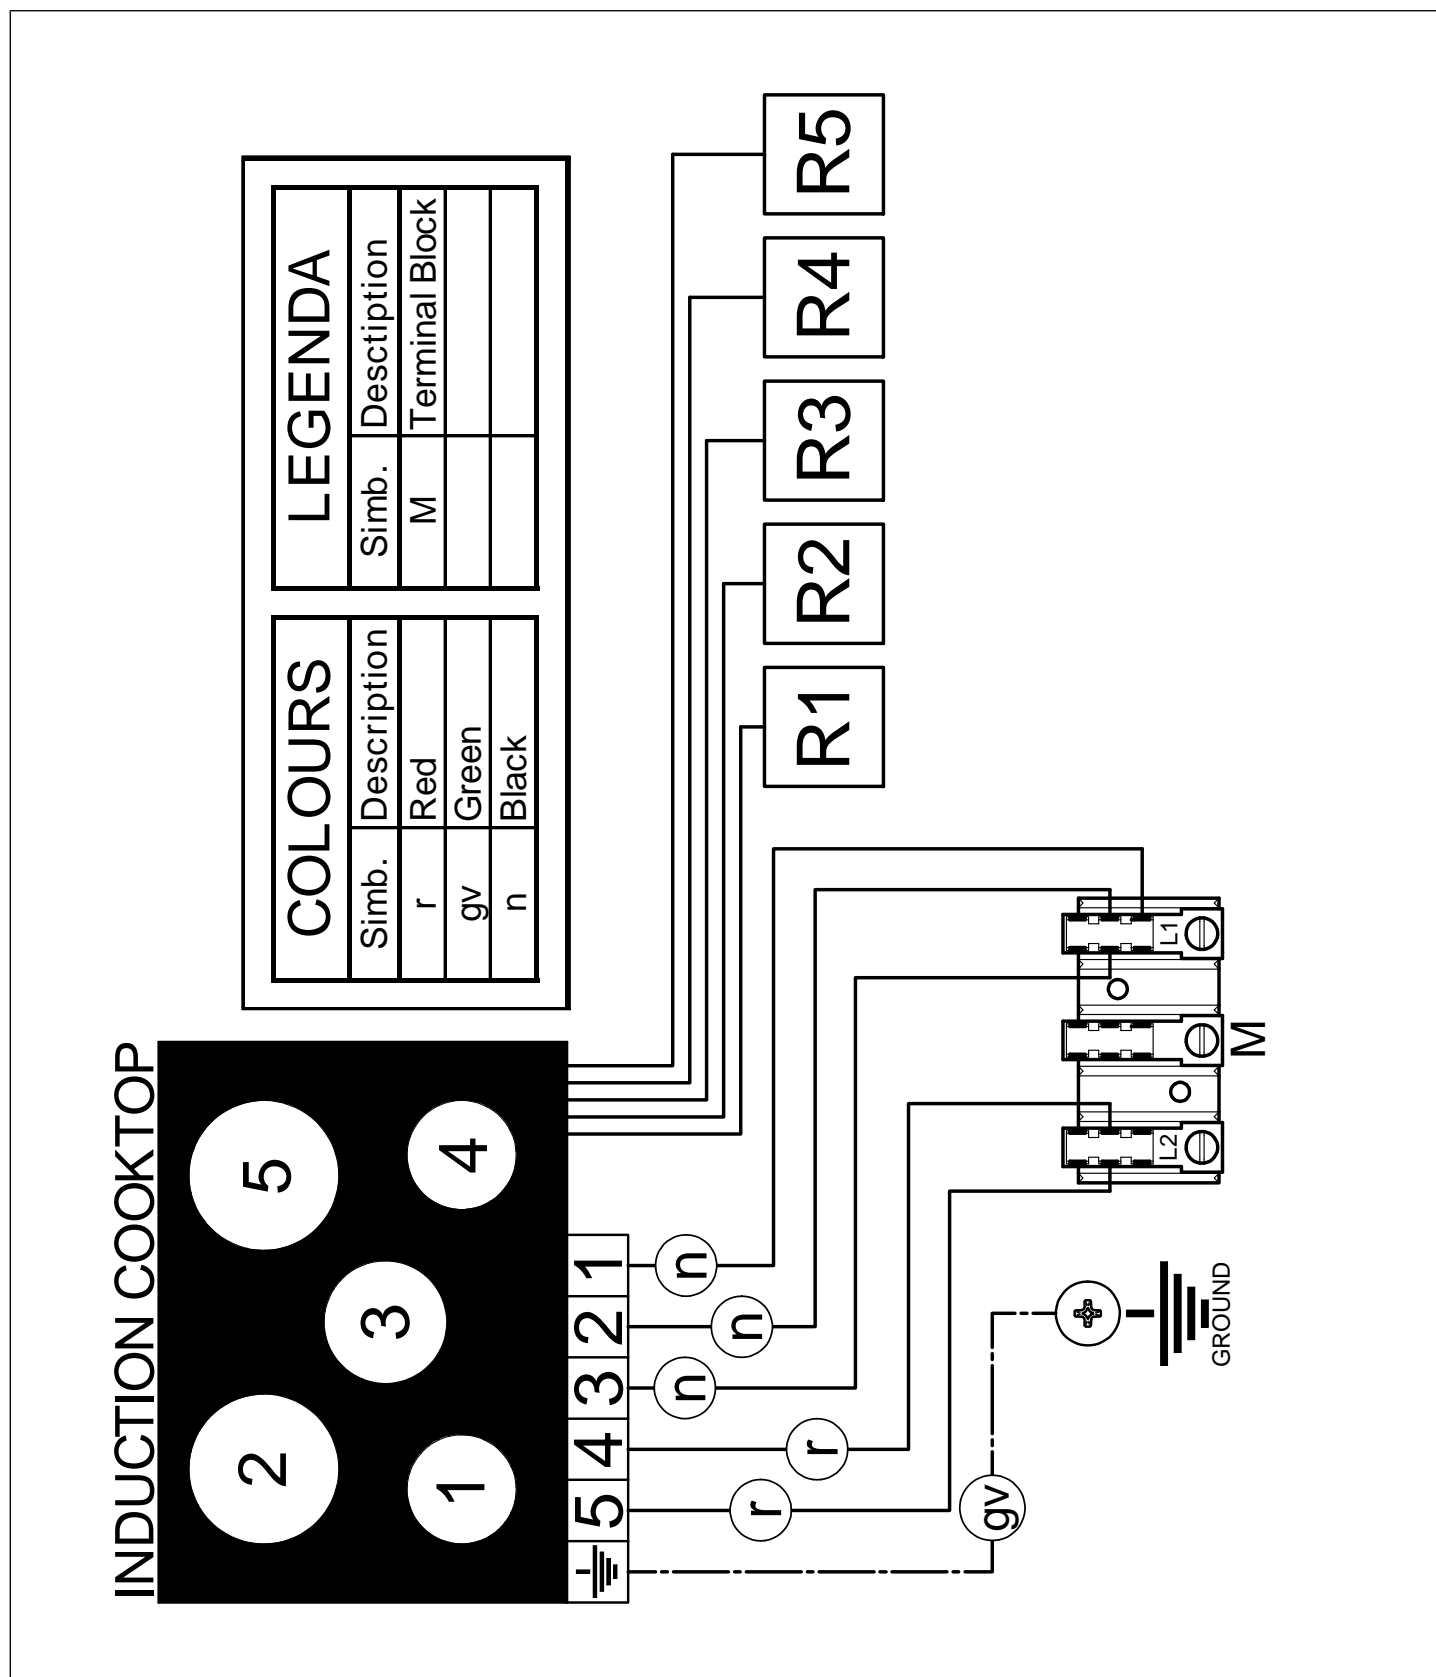 INDUCTION COOKTOP
2
5
3
1
4
5
4
3
2
1
r
r
n
n
n
gv
COLOURS
Simb. Description
r Red
gv Green
n Black
LEGENDA
Simb. Desctiption
M Terminal Block
R1
R2
R3
R4
R5
L2
L1
M
GROUND